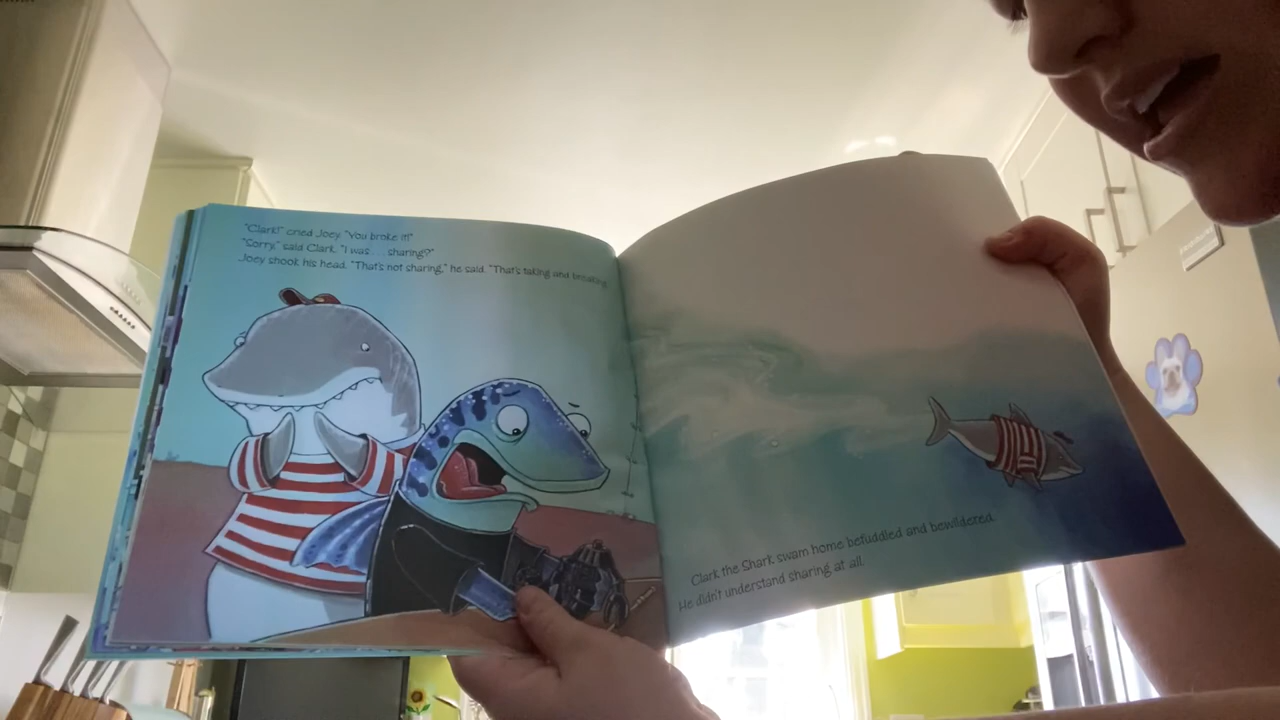 "Clark!" cried Joey. "You broke it!"
"Sorry," said Clark. "I was . . . sharing?"
Joey shook his head. "That's not sharing," he said. "That's taking and breaking."
Clark the Shark swam home befuddled and bewildered.
He didn't understand sharing at all.